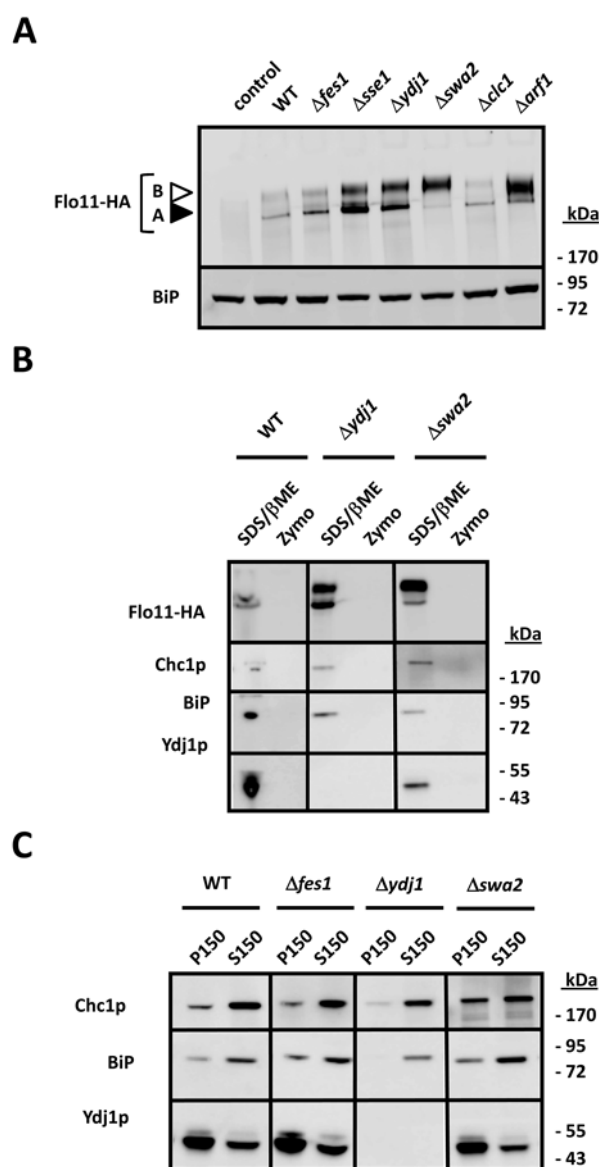 A
control WT Δfes1 Δsse1 Δydj1 Δswa2 Δclc1 Δarf1
Flo11-HA
B
A
kDa
- 170
- 95
- 72
BiP
B
WT Δydj1 Δswa2
SDS/βME Zymo SDS/βME Zymo SDS/βME Zymo
Flo11-HA
kDa
Chc1p
- 170
BiP
- 95
- 72
Ydj1p
- 55
- 43
C
WT Δfes1 Δydj1 Δswa2
P150 S150 P150 S150 P150 S150 P150 S150
kDa
Chc1p
- 170
- 95
BiP
- 72
Ydj1p
- 55
- 43